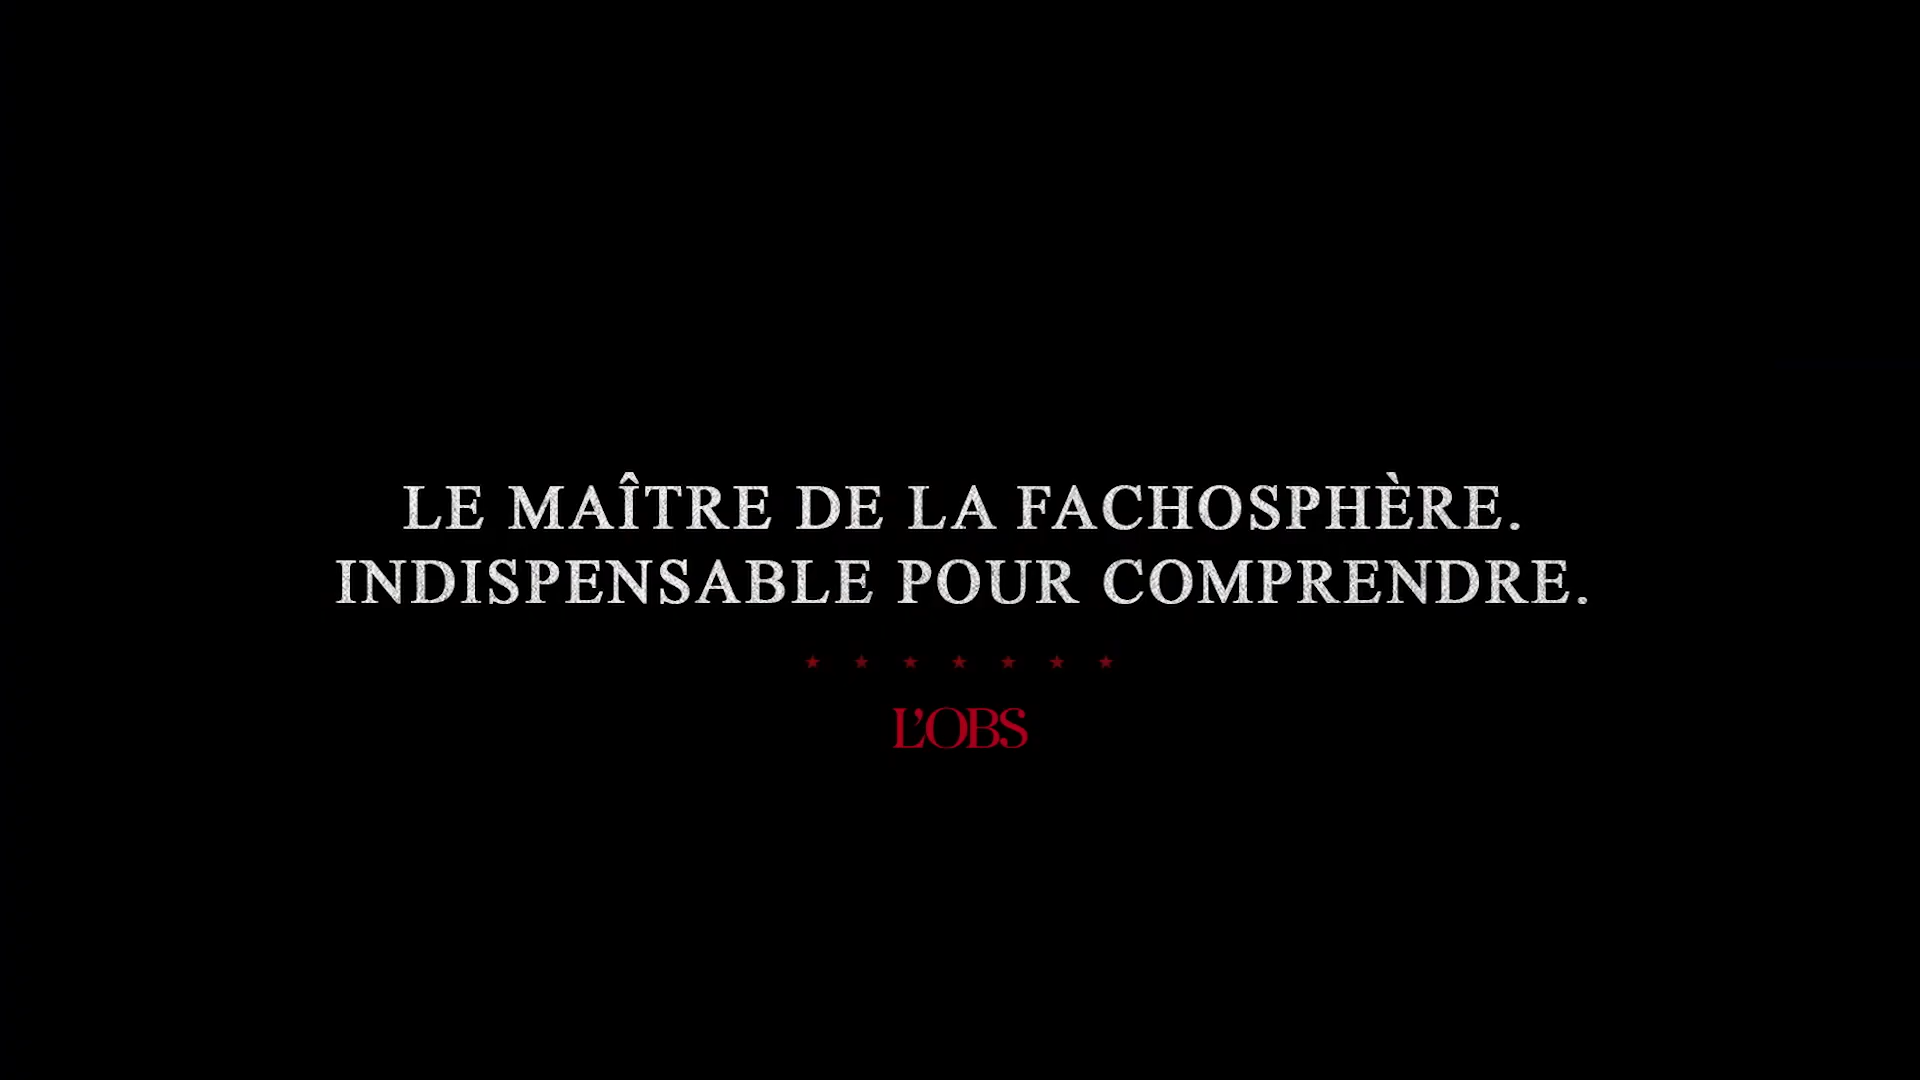 LE MAÎTRE DE LA FACHOSPHÈRE.
INDISPENSABLE POUR COMPRENDRE.
L'OBS